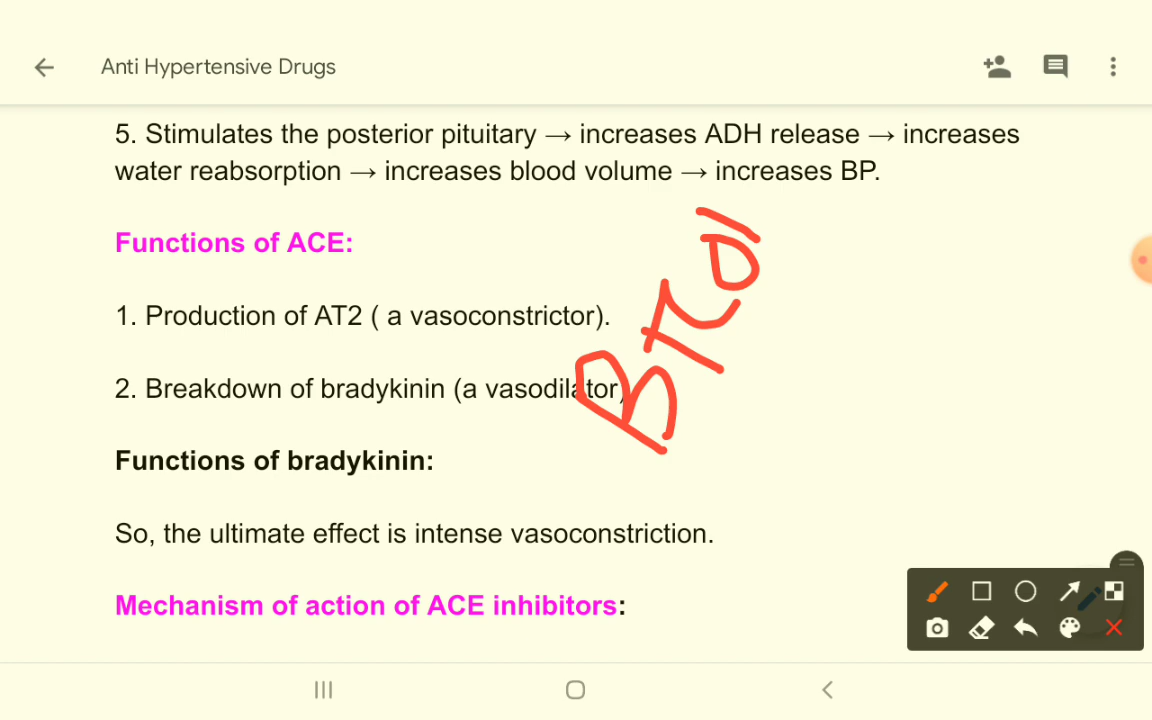 Anti Hypertensive Drugs
5. Stimulates the posterior pituitary → increases ADH release → increases
water reabsorption → increases blood volume → increases BP.
Functions of ACE:
1. Production of AT2 ( a vasoconstrictor).
2. Breakdown of bradykinin (a vasodilator)
Functions of bradykinin:
So, the ultimate effect is intense vasoconstriction.
Mechanism of action of ACE inhibitors: